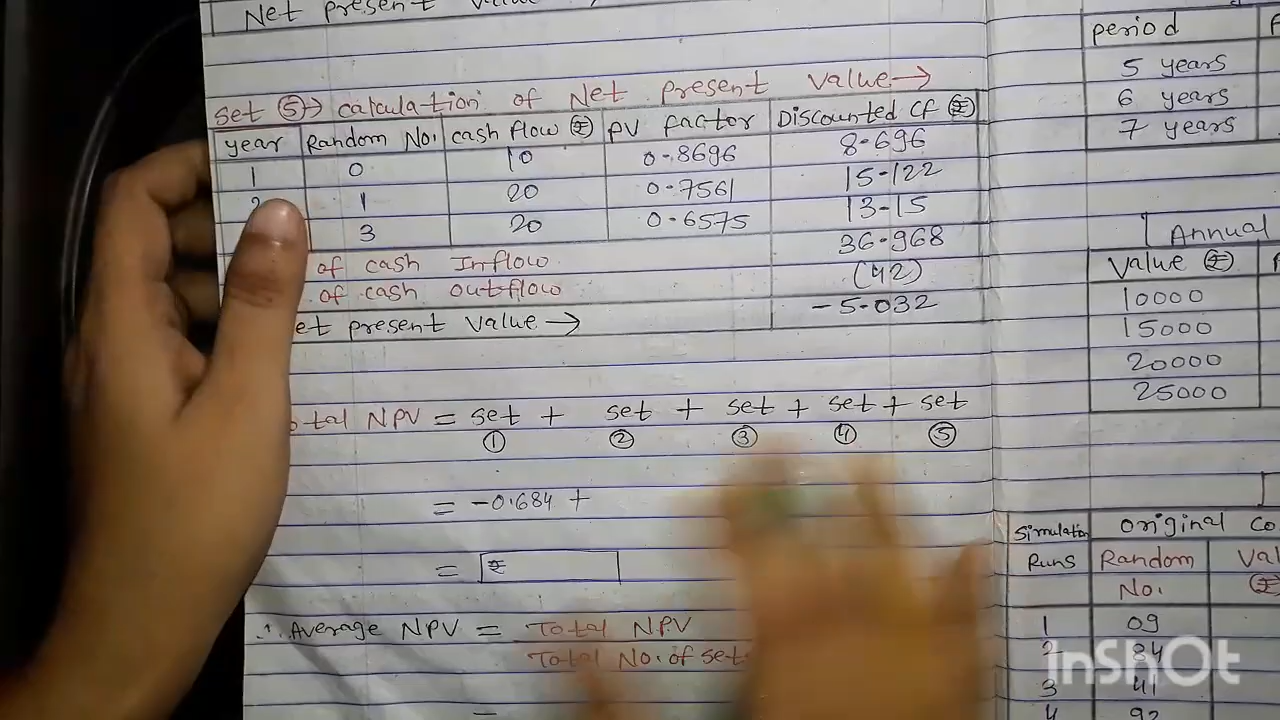 Net present value
Set ⑤→ calculation of Net present value→
year Random No. cash flow (₹) PV factor Discounted CF (₹)
1 0 10 0.8696 8.696
2 1 20 0.7561 15.122
3 20 0.6575 13.15
of cash Inflow 36.968
of cash outflow (42)
et present value → -5.032
otal NPV = set + set + set + set + set
① ② ③ ④ ⑤
= -0.684 +
= ₹
∴ Average NPV = Total NPV
Total No. of set
=
period
5 years
6 years
7 years
Annual
Value (₹)
10000
15000
20000
25000
Simulation original Co
Runs Random Val
No. (₹)
1 09
2 84
3 41
4 92
InShOt